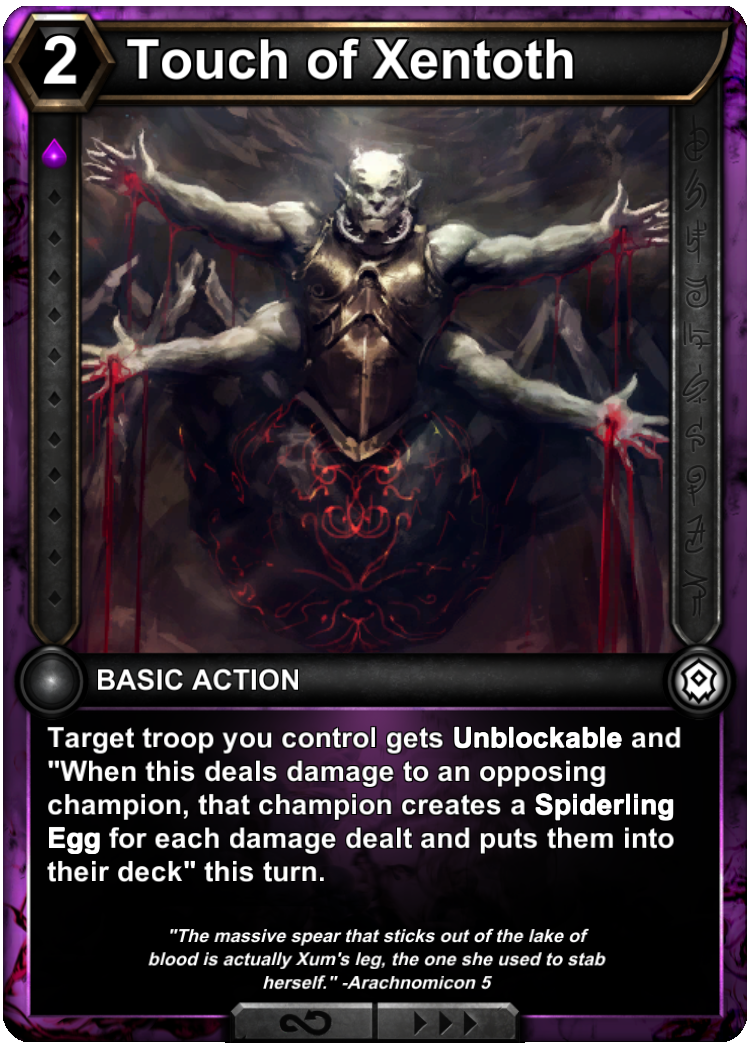 2
Touch of Xentoth
BASIC ACTION
Target troop you control gets Unblockable and
"When this deals damage to an opposing
champion, that champion creates a Spiderling
Egg for each damage dealt and puts them into
their deck" this turn.
"The massive spear that sticks out of the lake of
blood is actually Xum's leg, the one she used to stab
herself." -Arachnomicon 5